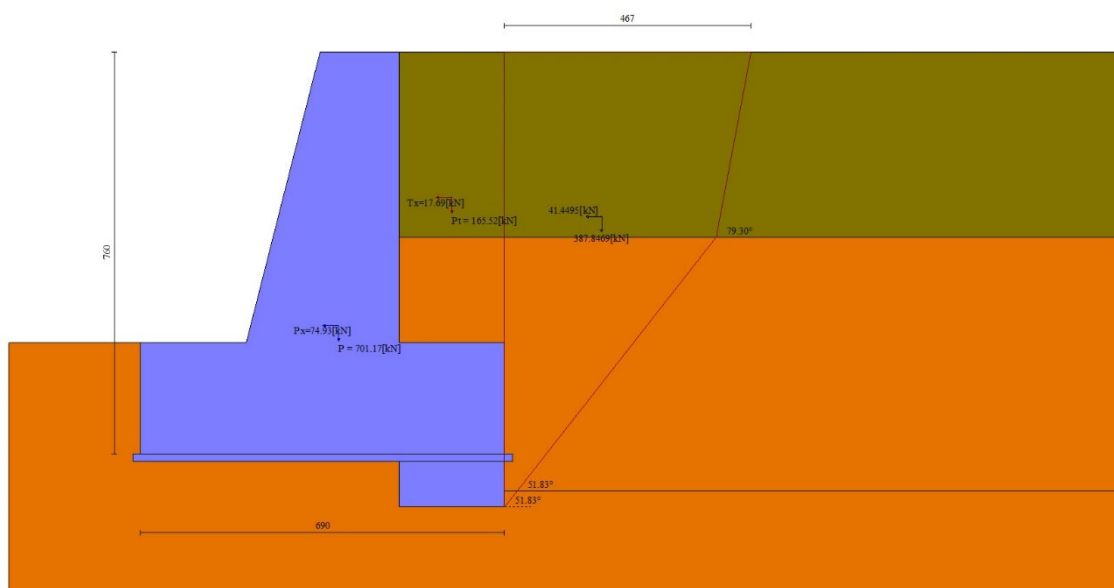 467
Tx=17.69[kN]
Pt = 165.52[kN]
41.4495[kN]
387.8469[kN]
79.30°
760
Px=74.93[kN]
P = 701.17[kN]
51.83°
51.83°
690